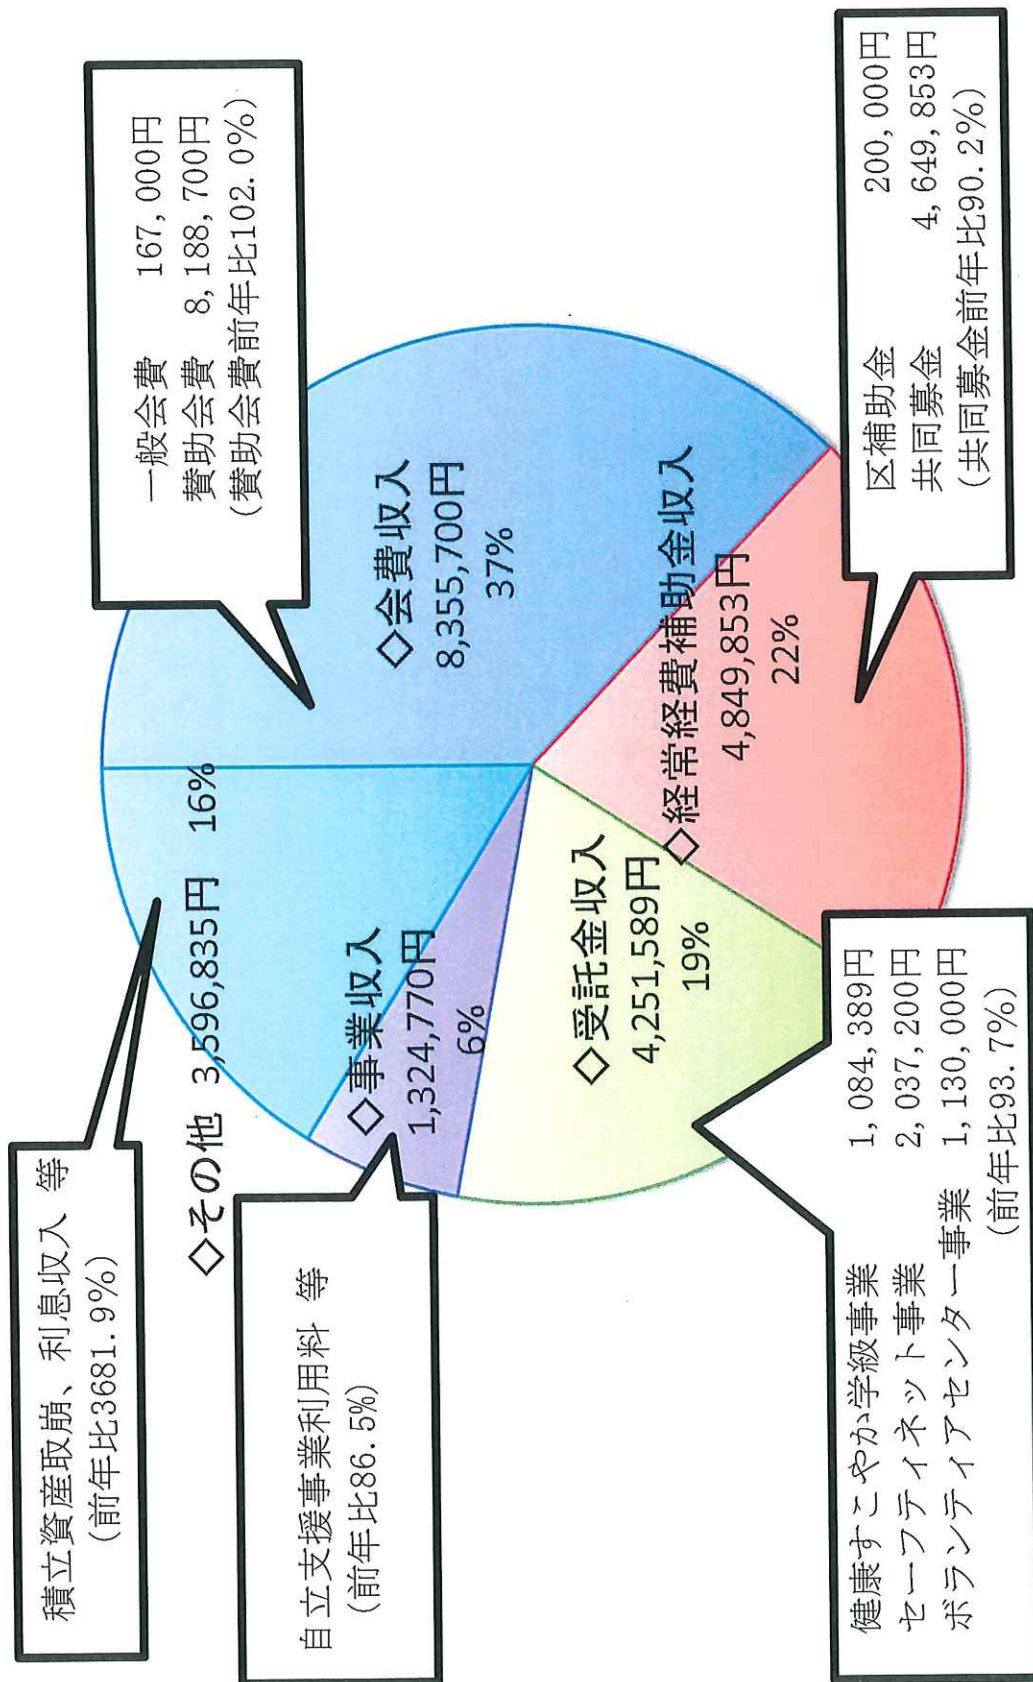 積立資産取崩、利息収入 等
(前年比3681.9%)
自立支援事業利用料 等
(前年比86.5%)
健康すこやか学級事業 1,084,389円
セーフティネット事業 2,037,200円
ボランティアセンター事業 1,130,000円
(前年比93.7%)
一般会費 167,000円
賛助会費 8,188,700円
(賛助会費前年比102.0%)
区補助金 200,000円
共同募金 4,649,853円
(共同募金前年比90.2%)
◇その他 3,596,835円 16%
◇事業収入
1,324,770円
6%
◇受託金収入
4,251,589円
19%
◇会費収入
8,355,700円
37%
◇経常経費補助金収入
4,849,853円
22%